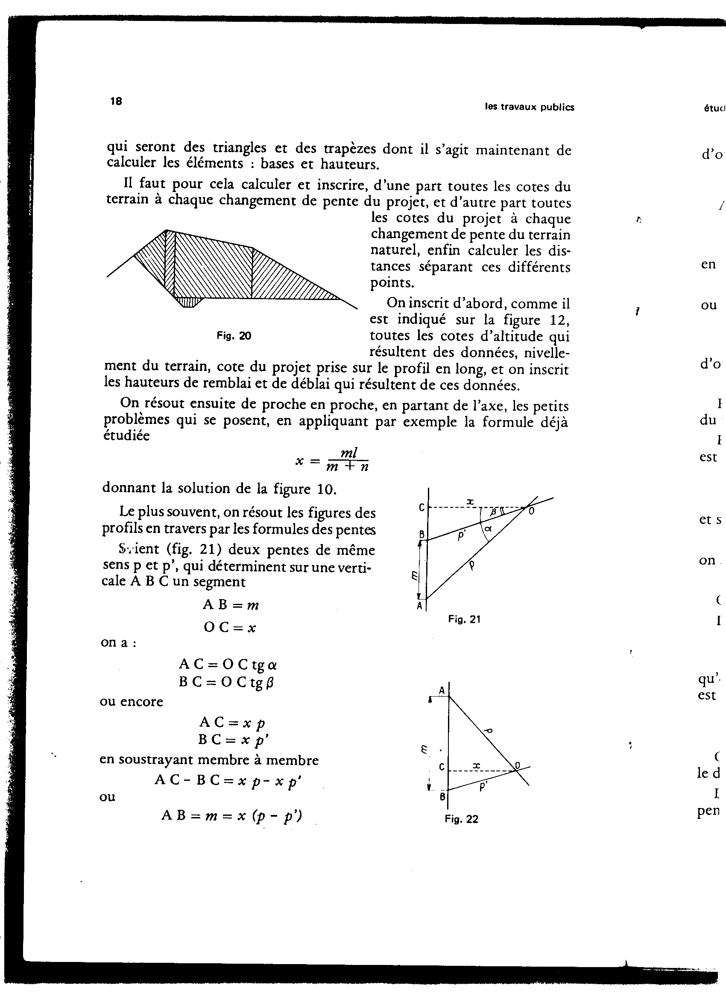 18
les travaux publics
qui seront des triangles et des trapèzes dont il s'agit maintenant de
calculer les éléments : bases et hauteurs.
Il faut pour cela calculer et inscrire, d'une part toutes les cotes du
terrain à chaque changement de pente du projet, et d'autre part toutes
les cotes du projet à chaque
changement de pente du terrain
naturel, enfin calculer les dis-
tances séparant ces différents
points.
On inscrit d'abord, comme il
est indiqué sur la figure 12,
toutes les cotes d'altitude qui
résultent des données, nivelle-
Fig. 20
ment du terrain, cote du projet prise sur le profil en long, et on inscrit
les hauteurs de remblai et de déblai qui résultent de ces données.
On résout ensuite de proche en proche, en partant de l'axe, les petits
problèmes qui se posent, en appliquant par exemple la formule déjà
étudiée
x = ml / m + n
donnant la solution de la figure 10.
Le plus souvent, on résout les figures des
profils en travers par les formules des pentes
Soient (fig. 21) deux pentes de même
sens p et p', qui déterminent sur une verti-
cale A B C un segment
A B = m
O C = x
on a :
A C = O C tg α
B C = O C tg β
ou encore
A C = x p
B C = x p'
en soustrayant membre à membre
A C - B C = x p - x p'
ou
A B = m = x (p - p')
C
x
β
O
B
p'
α
m
p
A
Fig. 21
A
p
m
C
x
O
p'
B
Fig. 22
d'o
en
ou
d'o
du
est
et s
on
qu'
est
le d